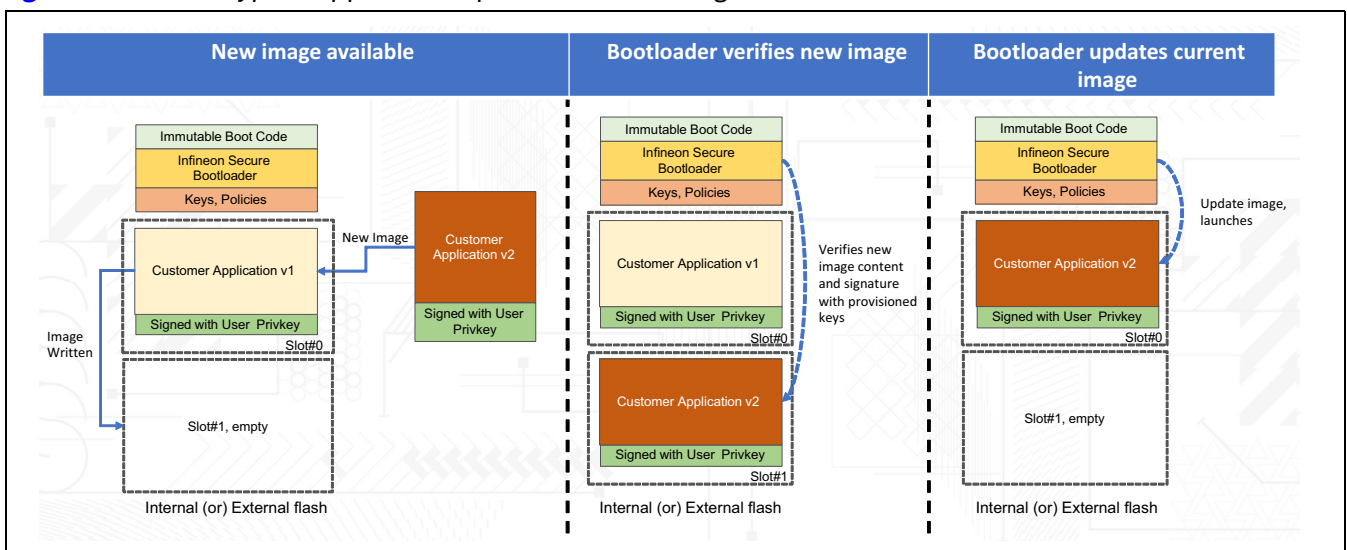 New image available
Bootloader verifies new image
Bootloader updates current
image
Immutable Boot Code
Infineon Secure
Bootloader
Keys, Policies
New Image
Customer
Application v2
Customer Application v1
Signed with User Privkey
Signed with User
Privkey
Slot#0
Image
Written
Slot#1, empty
Internal (or) External flash
Immutable Boot Code
Infineon Secure
Bootloader
Keys, Policies
Customer Application v1
Signed with User Privkey
Slot#0
Verifies new
image content
and signature
with provisioned
keys
Customer Application v2
Signed with User Privkey
Slot#1
Internal (or) External flash
Immutable Boot Code
Infineon Secure
Bootloader
Keys, Policies
Update image,
launches
Customer Application v2
Signed with User Privkey
Slot#0
Slot#1, empty
Internal (or) External flash